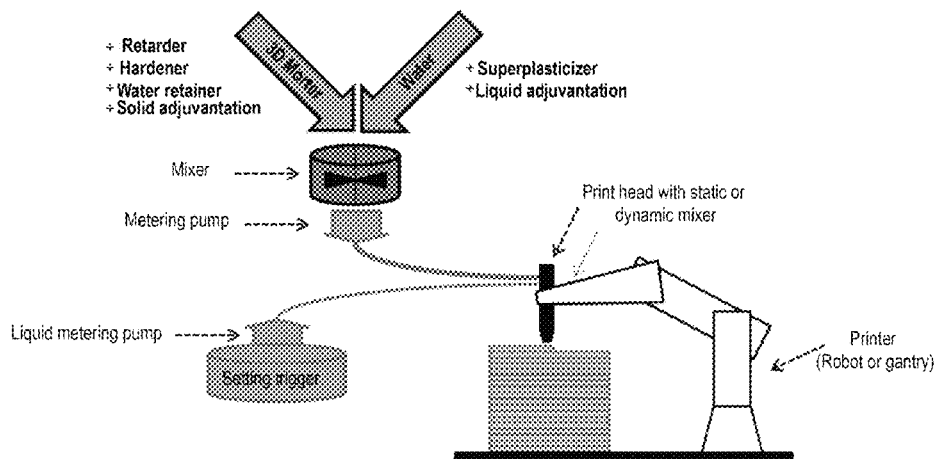 + Retarder
+ Hardener
+ Water retainer
+ Solid adjuvantation
3D Mortar
Water
+ Superplasticizer
+ Liquid adjuvantation
Mixer
Metering pump
Print head with static or
dynamic mixer
Liquid metering pump
Setting trigger
Printer
(Robot or gantry)